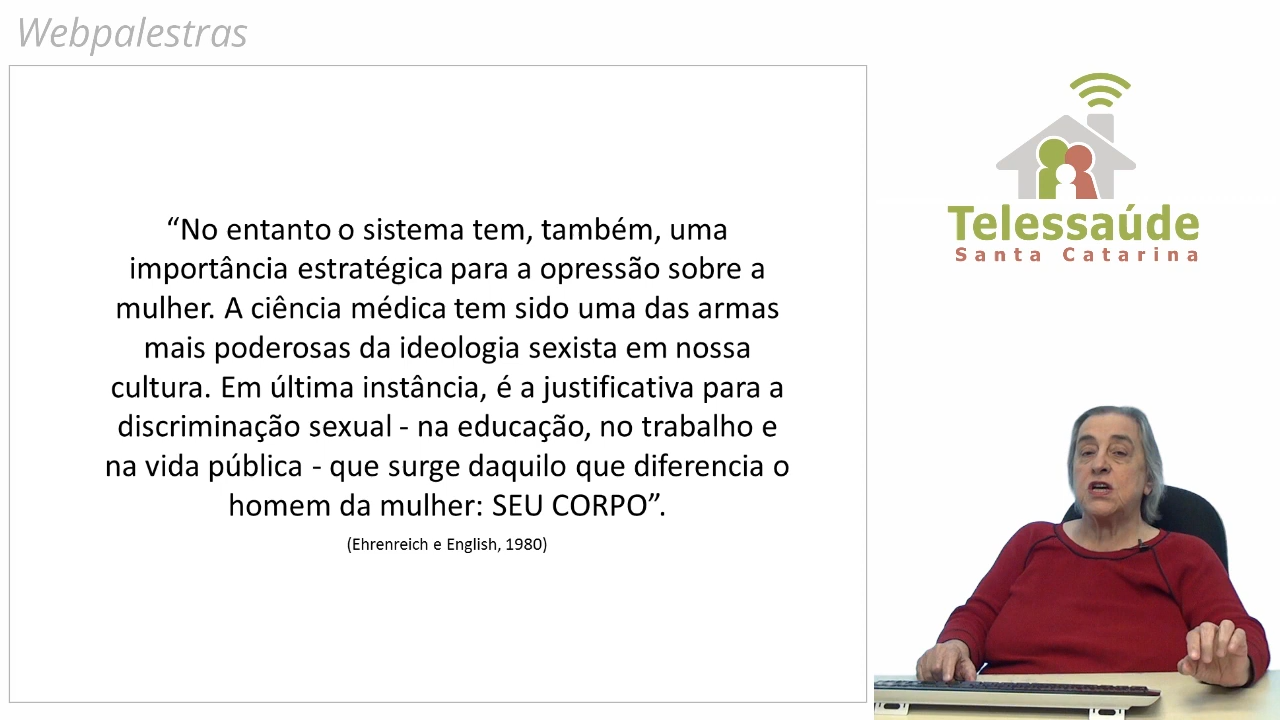 Webpalestras
“No entanto o sistema tem, também, uma
importância estratégica para a opressão sobre a
mulher. A ciência médica tem sido uma das armas
mais poderosas da ideologia sexista em nossa
cultura. Em última instância, é a justificativa para a
discriminação sexual - na educação, no trabalho e
na vida pública - que surge daquilo que diferencia o
homem da mulher: SEU CORPO”.
(Ehrenreich e English, 1980)
Telessaúde
Santa Catarina